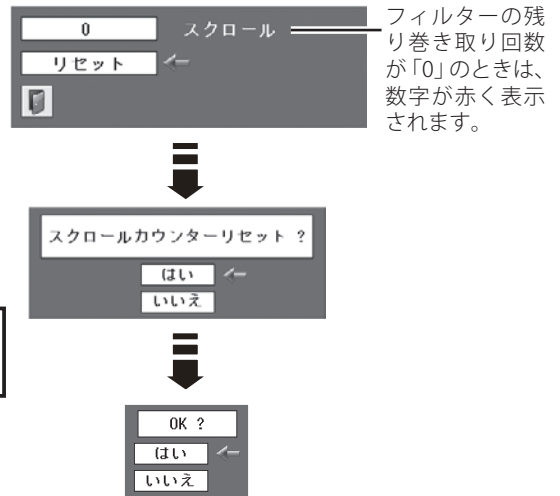 0 スクロール
リセット
フィルターの残
り巻き取り回数
が「0」のときは、
数字が赤く表示
されます。
スクロールカウンターリセット ?
はい
いいえ
OK ?
はい
いいえ